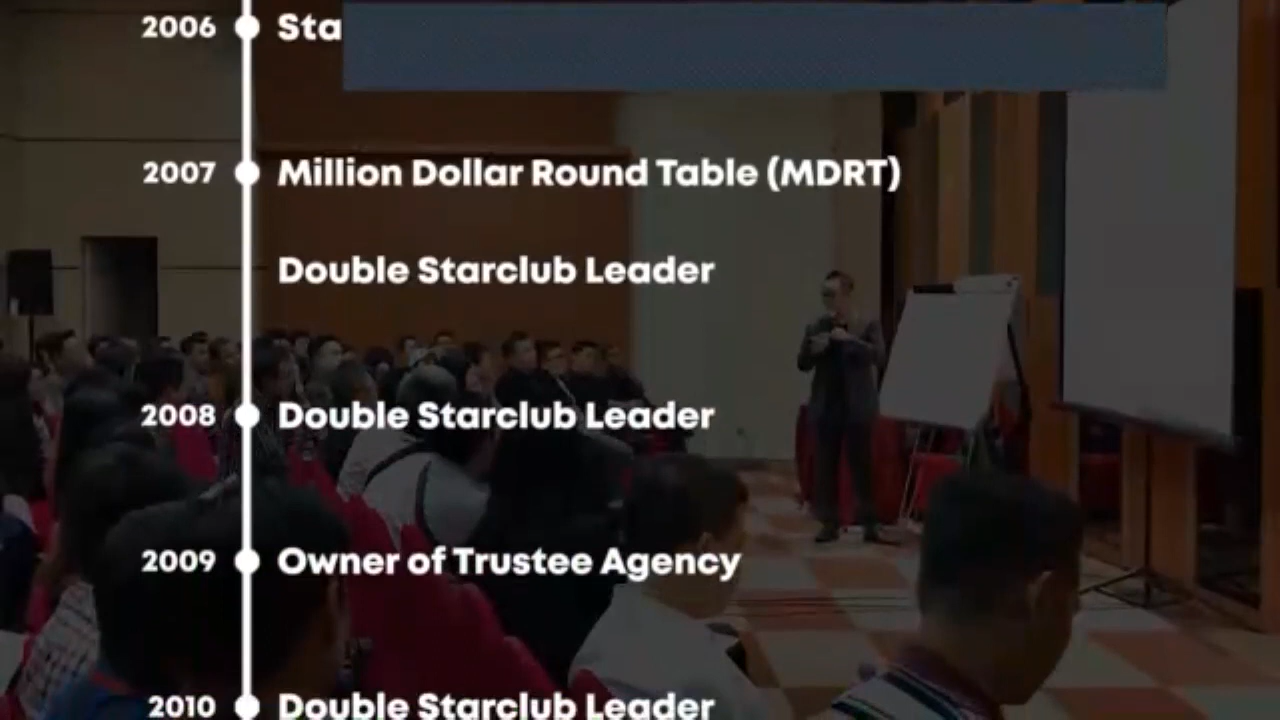 2006 Sta
2007 Million Dollar Round Table (MDRT)
Double Starclub Leader
2008 Double Starclub Leader
2009 Owner of Trustee Agency
2010 Double Starclub Leader